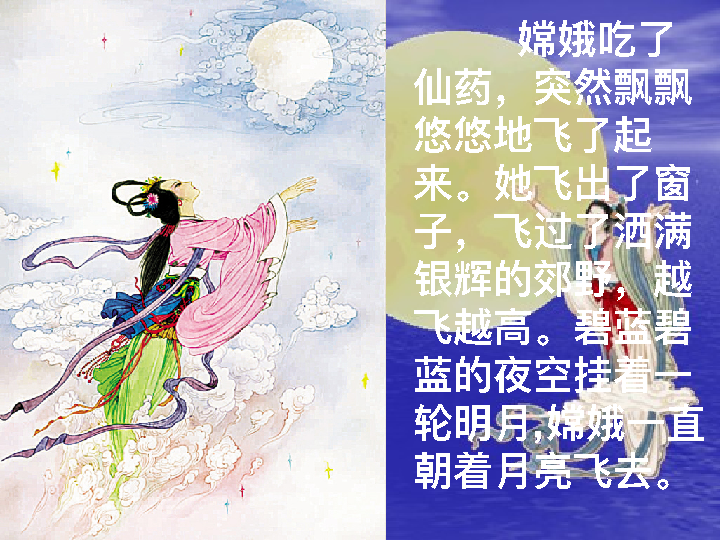 嫦娥吃了
仙药，突然飘飘
悠悠地飞了起
来。她飞出了窗
子，飞过了洒满
银辉的郊野，越
飞越高。碧蓝碧
蓝的夜空挂着一
轮明月,嫦娥一直
朝着月亮飞去。